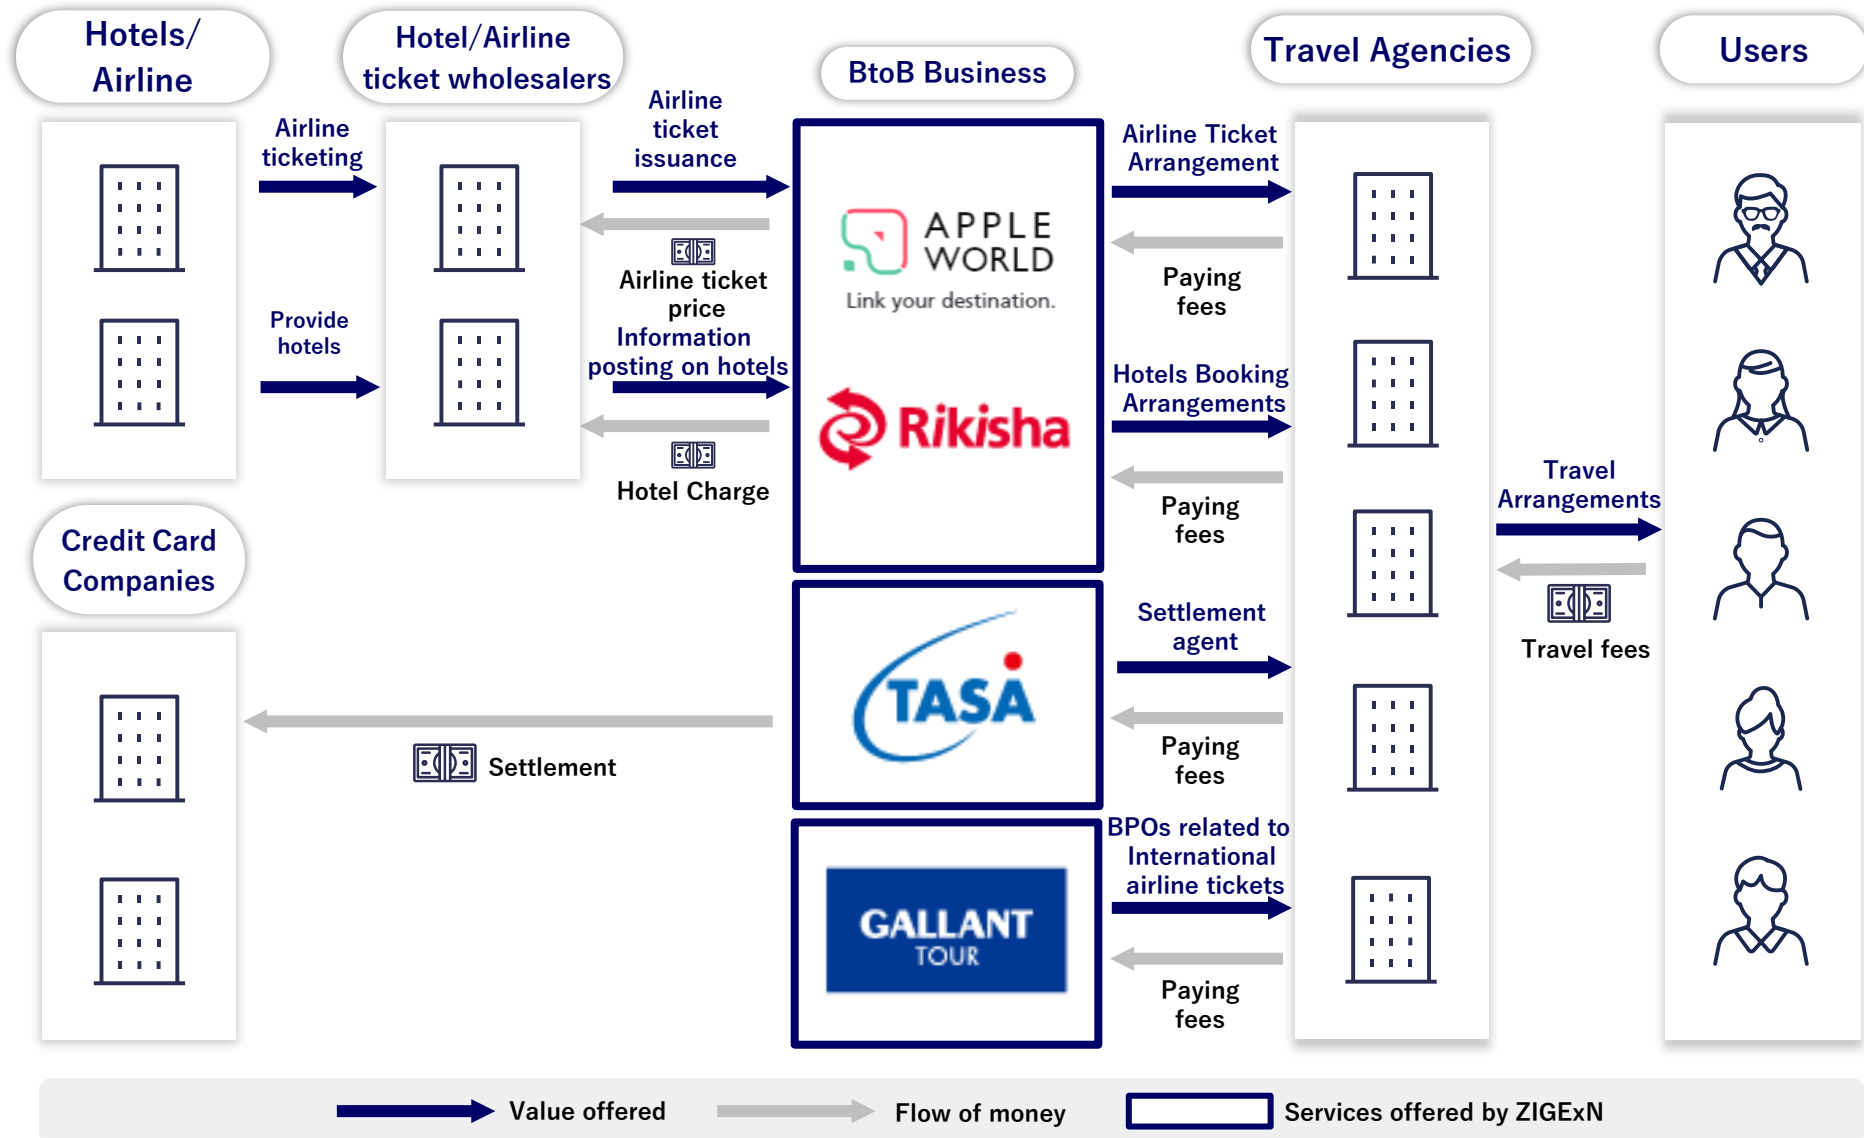 Hotels/
Airline
Hotel/Airline
ticket wholesalers
BtoB Business
Travel Agencies
Users
Airline
ticketing
Provide
hotels
Airline
ticket
issuance
Airline ticket
price
Information
posting on hotels
Hotel Charge
APPLE
WORLD
Link your destination.
Rikisha
Airline Ticket
Arrangement
Paying
fees
Hotels Booking
Arrangements
Paying
fees
Travel
Arrangements
Travel fees
Credit Card
Companies
Settlement
TASA
Settlement
agent
Paying
fees
GALLANT
TOUR
BPOs related to
International
airline tickets
Paying
fees
Value offered
Flow of money
Services offered by ZIGExN